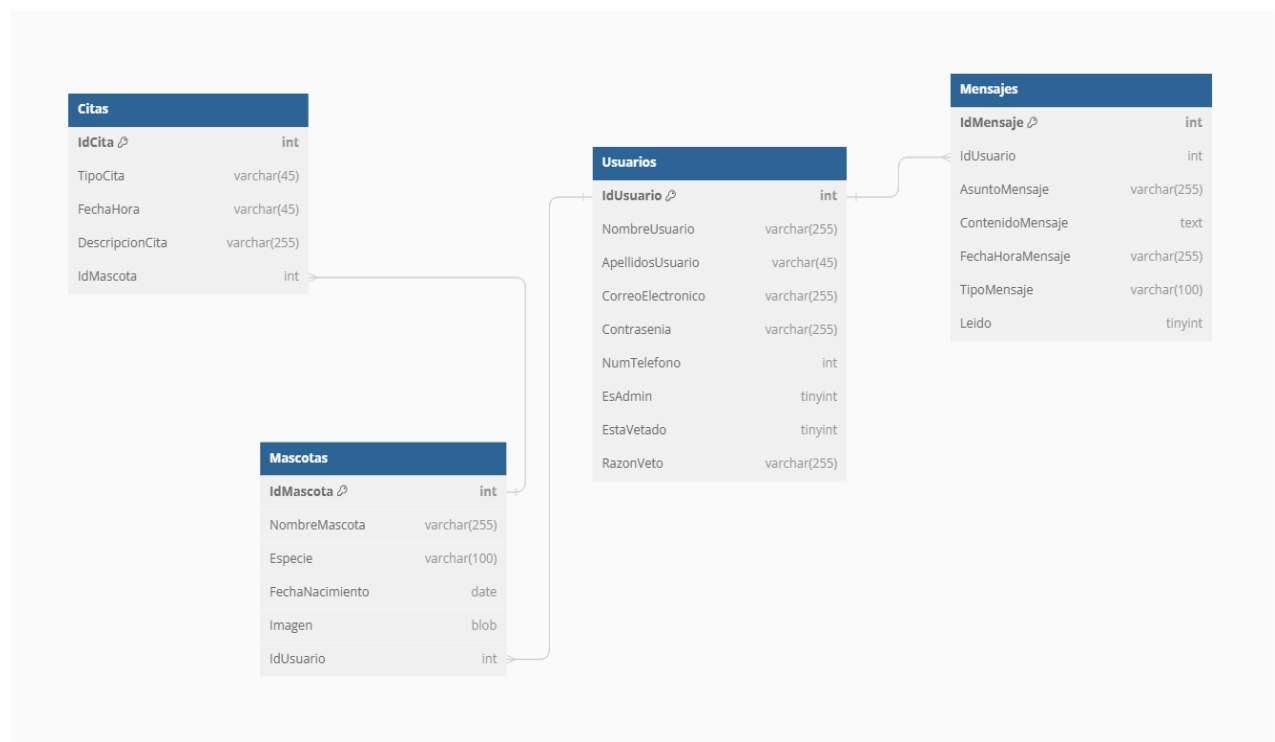 Citas
IdCita int
TipoCita varchar(45)
FechaHora varchar(45)
DescripcionCita varchar(255)
IdMascota int
Mascotas
IdMascota int
NombreMascota varchar(255)
Especie varchar(100)
FechaNacimiento date
Imagen blob
IdUsuario int
Usuarios
IdUsuario int
NombreUsuario varchar(255)
ApellidosUsuario varchar(45)
CorreoElectronico varchar(255)
Contrasenia varchar(255)
NumTelefono int
EsAdmin tinyint
EstaVetado tinyint
RazonVeto varchar(255)
Mensajes
IdMensaje int
IdUsuario int
AsuntoMensaje varchar(255)
ContenidoMensaje text
FechaHoraMensaje varchar(255)
TipoMensaje varchar(100)
Leido tinyint